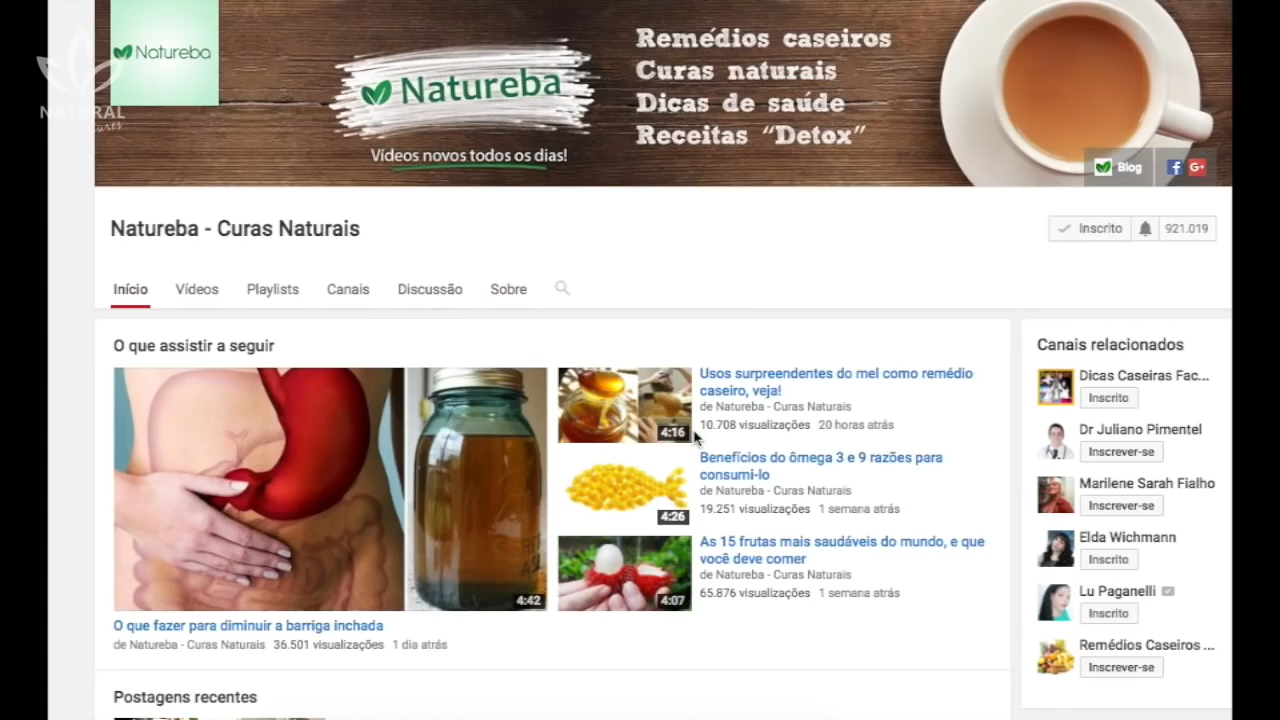 Natureba
NATURAL
cures
Natureba
Vídeos novos todos os dias!
Remédios caseiros
Curas naturais
Dicas de saúde
Receitas “Detox”
Blog
Natureba - Curas Naturais
Inscrito
921.019
Início
Vídeos
Playlists
Canais
Discussão
Sobre
O que assistir a seguir
4:42
O que fazer para diminuir a barriga inchada
de Natureba - Curas Naturais 36.501 visualizações 1 dia atrás
4:16
Usos surpreendentes do mel como remédio
caseiro, veja!
de Natureba - Curas Naturais
10.708 visualizações 20 horas atrás
4:26
Benefícios do ômega 3 e 9 razões para
consumi-lo
de Natureba - Curas Naturais
19.251 visualizações 1 semana atrás
4:07
As 15 frutas mais saudáveis do mundo, e que
você deve comer
de Natureba - Curas Naturais
65.876 visualizações 1 semana atrás
Postagens recentes
Canais relacionados
Dicas Caseiras Fac...
Inscrito
Dr Juliano Pimentel
Inscrever-se
Marilene Sarah Fialho
Inscrever-se
Elda Wichmann
Inscrito
Lu Paganelli
Inscrito
Remédios Caseiros ...
Inscrever-se